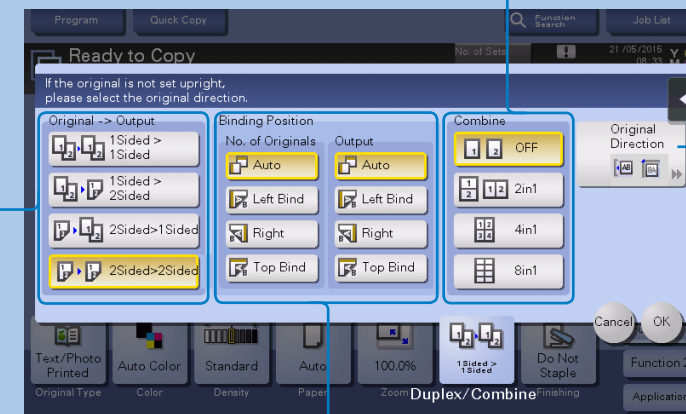 Program
Quick Copy
Function
Search
Job List
Ready to Copy
No. of Sets
21/05/2015
08:33
Y
M
If the original is not set upright,
please select the original direction.
Original -> Output
1Sided >
1Sided
1Sided >
2Sided
2Sided>1Sided
2Sided>2Sided
Binding Position
No. of Originals
Output
Auto
Auto
Left Bind
Left Bind
Right
Right
Top Bind
Top Bind
Combine
OFF
2in1
4in1
8in1
Original
Direction
Cancel
OK
Text/Photo
Printed
Auto Color
Standard
Auto
100.0%
1Sided >
1Sided
Do Not
Staple
Function 2
Original Type
Color
Density
Paper
Zoom
Duplex/Combine
Finishing
Application